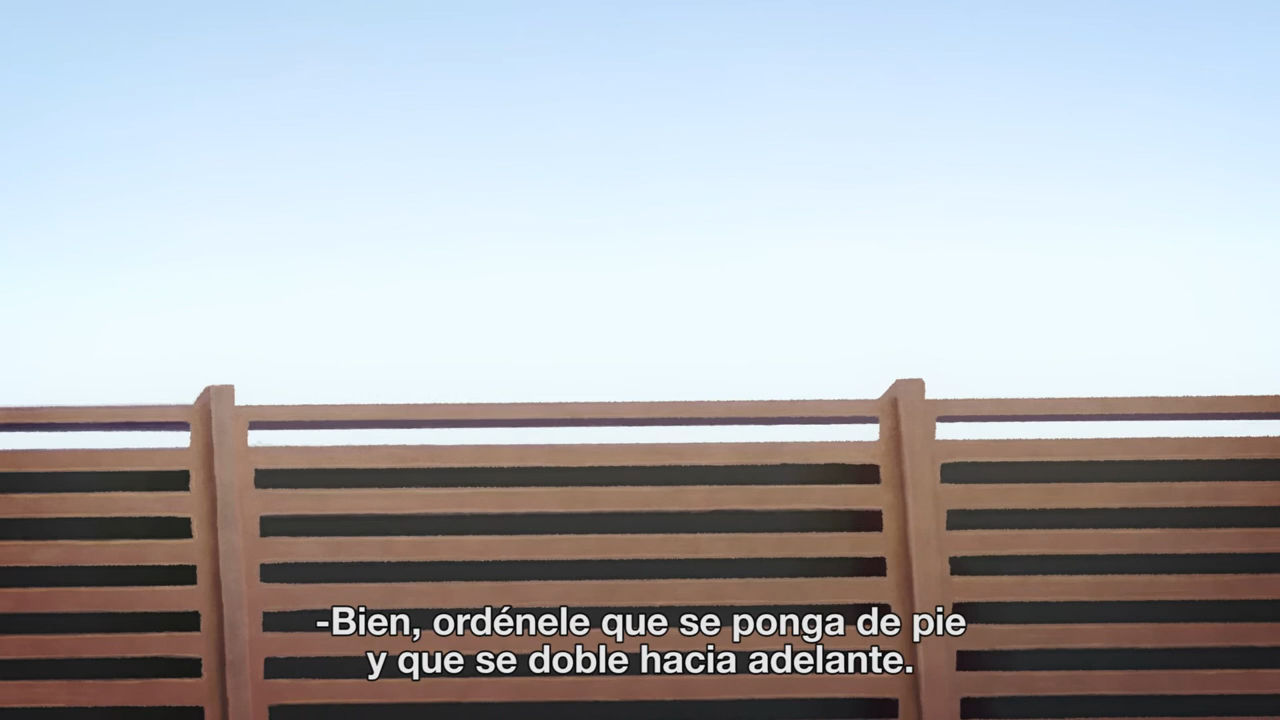 -Bien, ordénele que se ponga de pie
y que se doble hacia adelante.